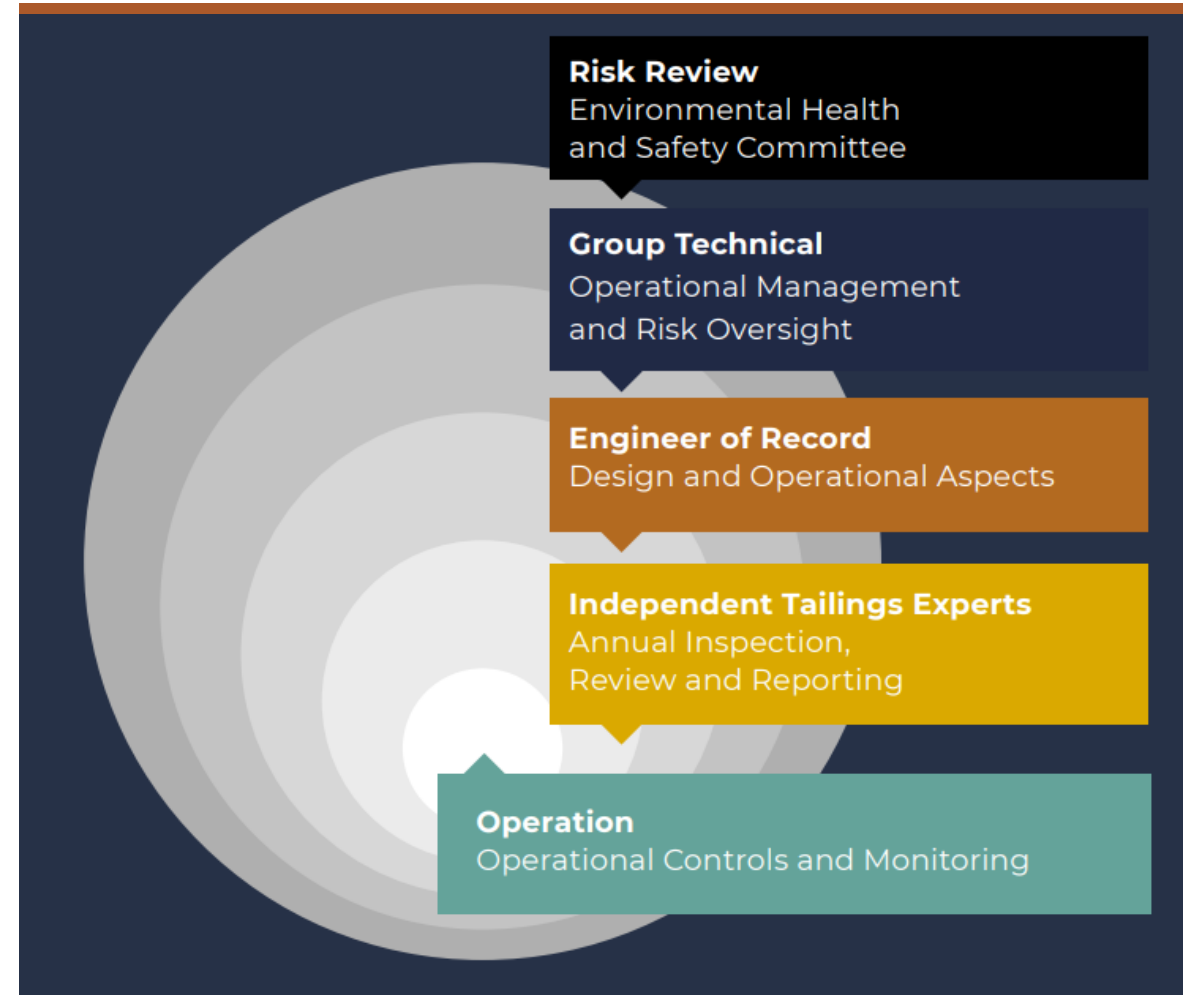 Risk Review
Environmental Health
and Safety Committee
Group Technical
Operational Management
and Risk Oversight
Engineer of Record
Design and Operational Aspects
Independent Tailings Experts
Annual Inspection,
Review and Reporting
Operation
Operational Controls and Monitoring